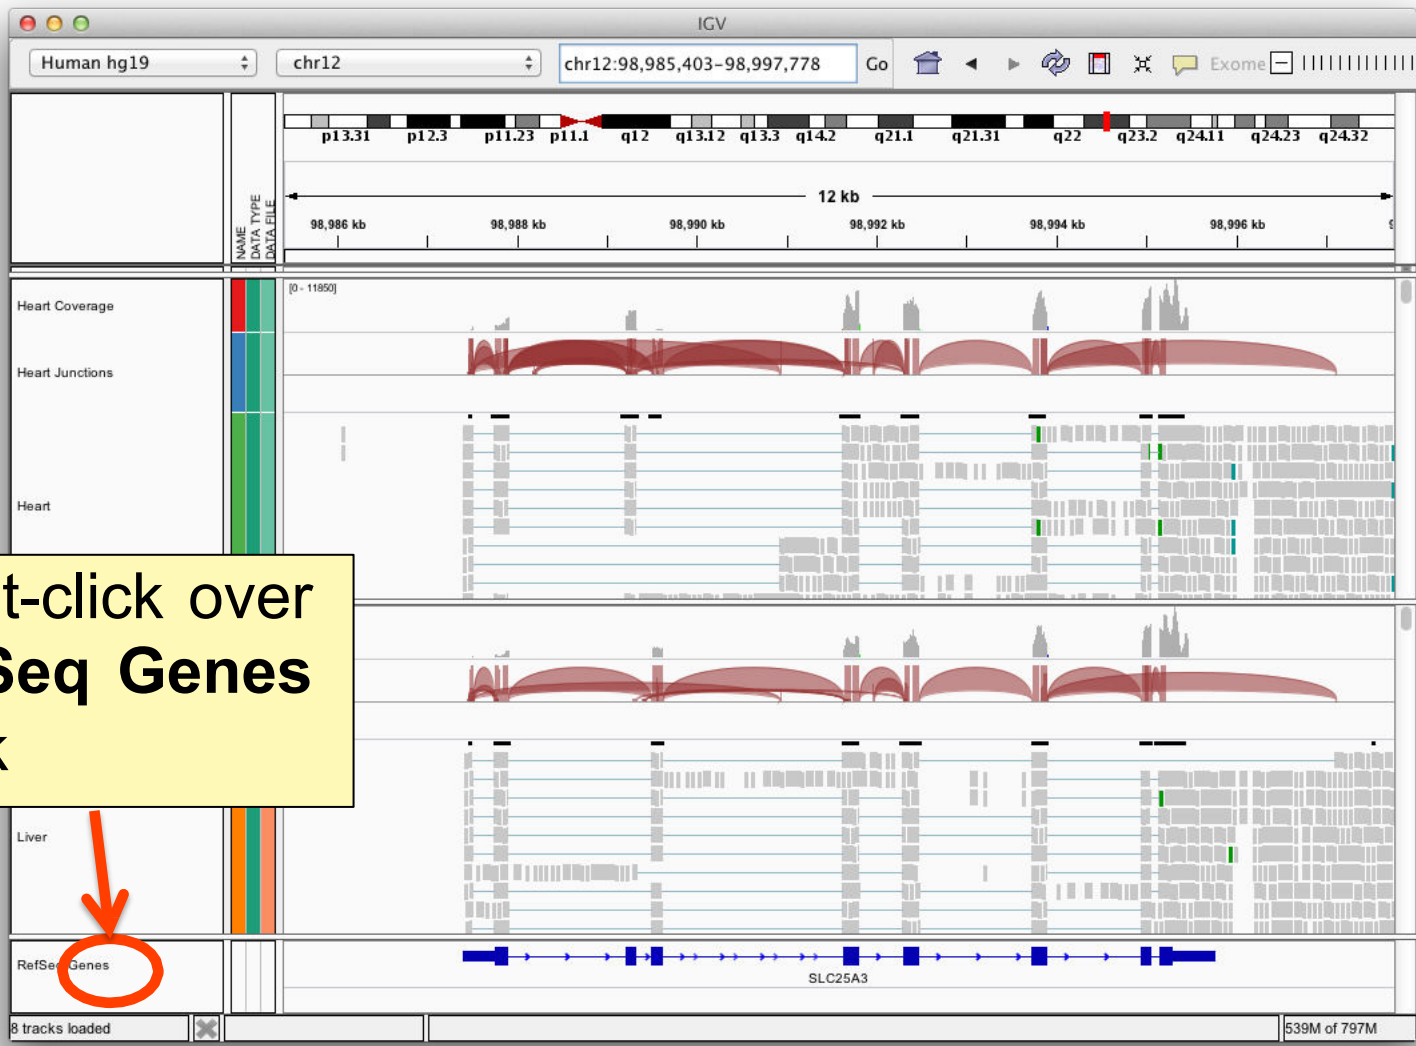 IGV
Human hg19 chr12 chr12:98,985,403-98,997,778 Go Exome
p13.31 p12.3 p11.23 p11.1 q12 q13.12 q13.3 q14.2 q21.1 q21.31 q22 q23.2 q24.11 q24.23 q24.32
12 kb
NAME
DATA TYPE
DATA FILE
98,986 kb 98,988 kb 98,990 kb 98,992 kb 98,994 kb 98,996 kb 9
[0 - 11850]
Heart Coverage
Heart Junctions
Heart
t-click over
Seq Genes
k
Liver
RefSeq Genes
SLC25A3
8 tracks loaded 539M of 797M